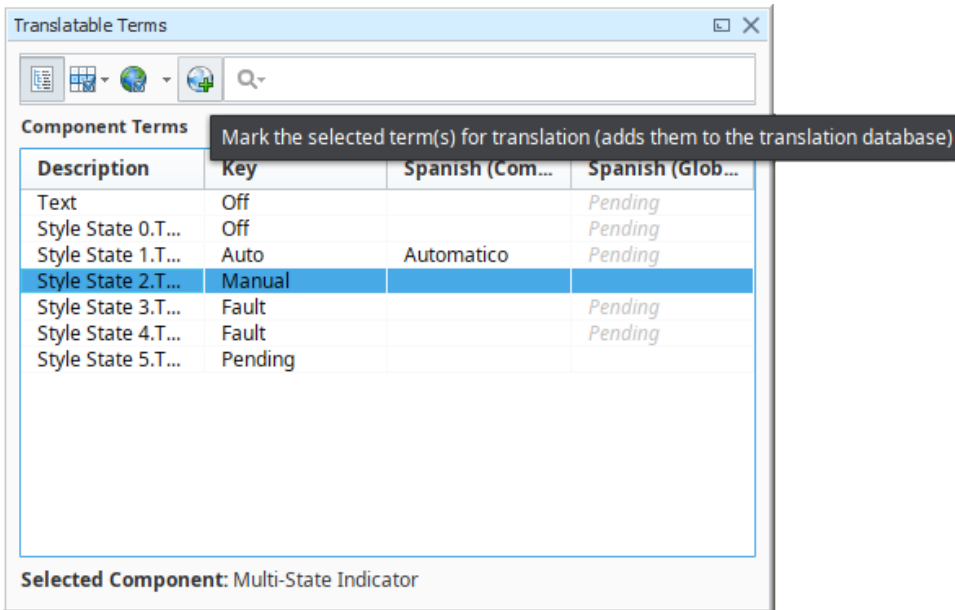 Translatable Terms
Component Terms
Mark the selected term(s) for translation (adds them to the translation database)
Description Key Spanish (Com... Spanish (Glob...
Text Off Pending
Style State 0.T... Off Pending
Style State 1.T... Auto Automatico Pending
Style State 2.T... Manual
Style State 3.T... Fault Pending
Style State 4.T... Fault Pending
Style State 5.T... Pending
Selected Component: Multi-State Indicator